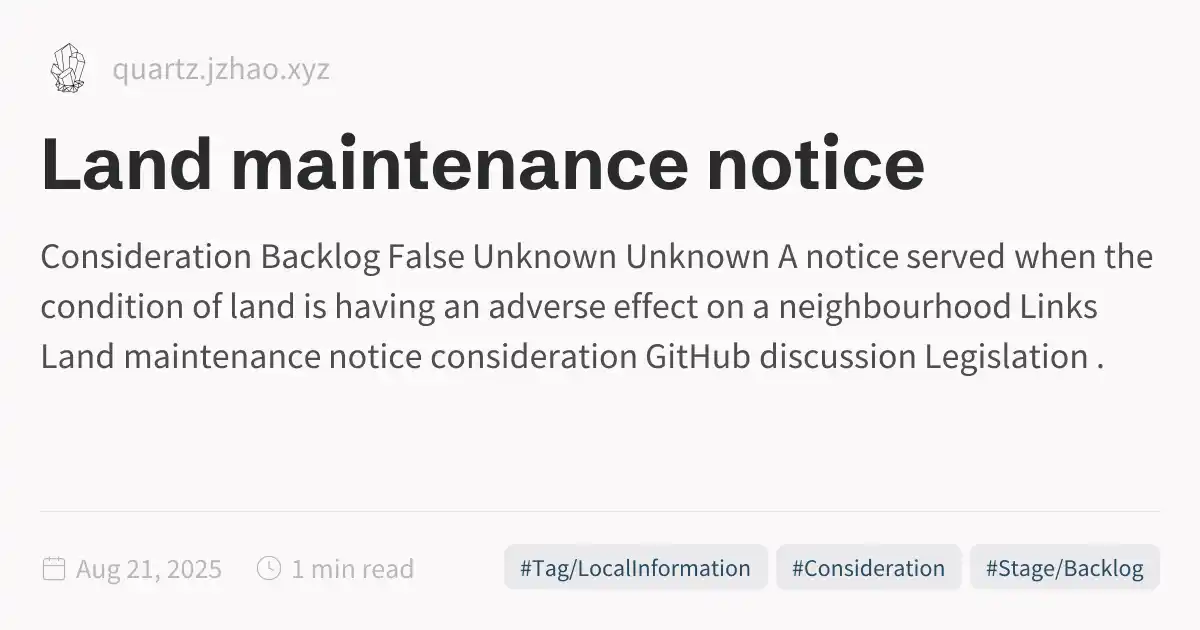 quartz.jzhao.xyz
Land maintenance notice
Consideration Backlog False Unknown Unknown A notice served when the
condition of land is having an adverse effect on a neighbourhood Links
Land maintenance notice consideration GitHub discussion Legislation .
Aug 21, 2025 1 min read #Tag/LocalInformation #Consideration #Stage/Backlog